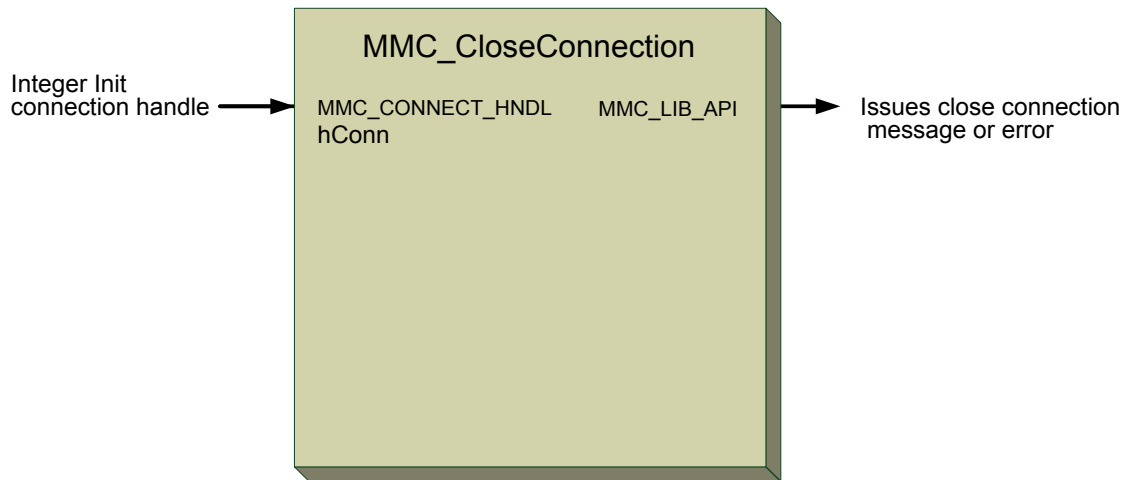 MMC_CloseConnection
Integer Init
connection handle
MMC_CONNECT_HNDL
hConn
MMC_LIB_API
Issues close connection
message or error